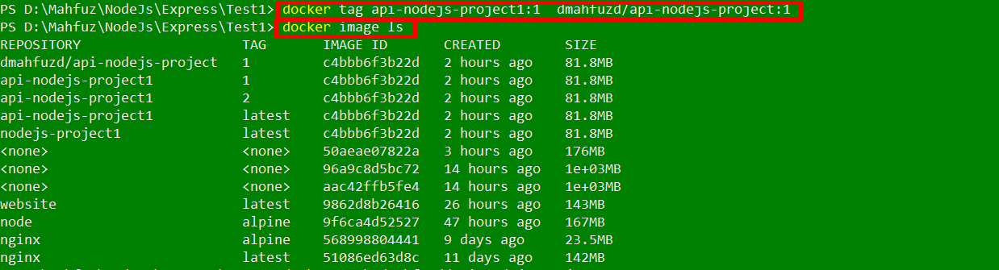 PS D:\Mahfuz\NodeJs\Express\Test1> docker tag api-nodejs-project1:1  dmahfuzd/api-nodejs-project:1
PS D:\Mahfuz\NodeJs\Express\Test1> docker image ls
REPOSITORY                    TAG       IMAGE ID       CREATED        SIZE
dmahfuzd/api-nodejs-project   1         c4bbb6f3b22d   2 hours ago    81.8MB
api-nodejs-project1           1         c4bbb6f3b22d   2 hours ago    81.8MB
api-nodejs-project1           2         c4bbb6f3b22d   2 hours ago    81.8MB
api-nodejs-project1           latest    c4bbb6f3b22d   2 hours ago    81.8MB
nodejs-project1               latest    c4bbb6f3b22d   2 hours ago    81.8MB
<none>                        <none>    50aeae07822a   3 hours ago    176MB
<none>                        <none>    96a9c8d5bc72   14 hours ago   1e+03MB
<none>                        <none>    aac42ffb5fe4   14 hours ago   1e+03MB
website                       latest    9862d8b26416   26 hours ago   143MB
node                          alpine    9f6ca4d52527   47 hours ago   167MB
nginx                         alpine    568998804441   9 days ago     23.5MB
nginx                         latest    51086ed63d8c   11 days ago    142MB